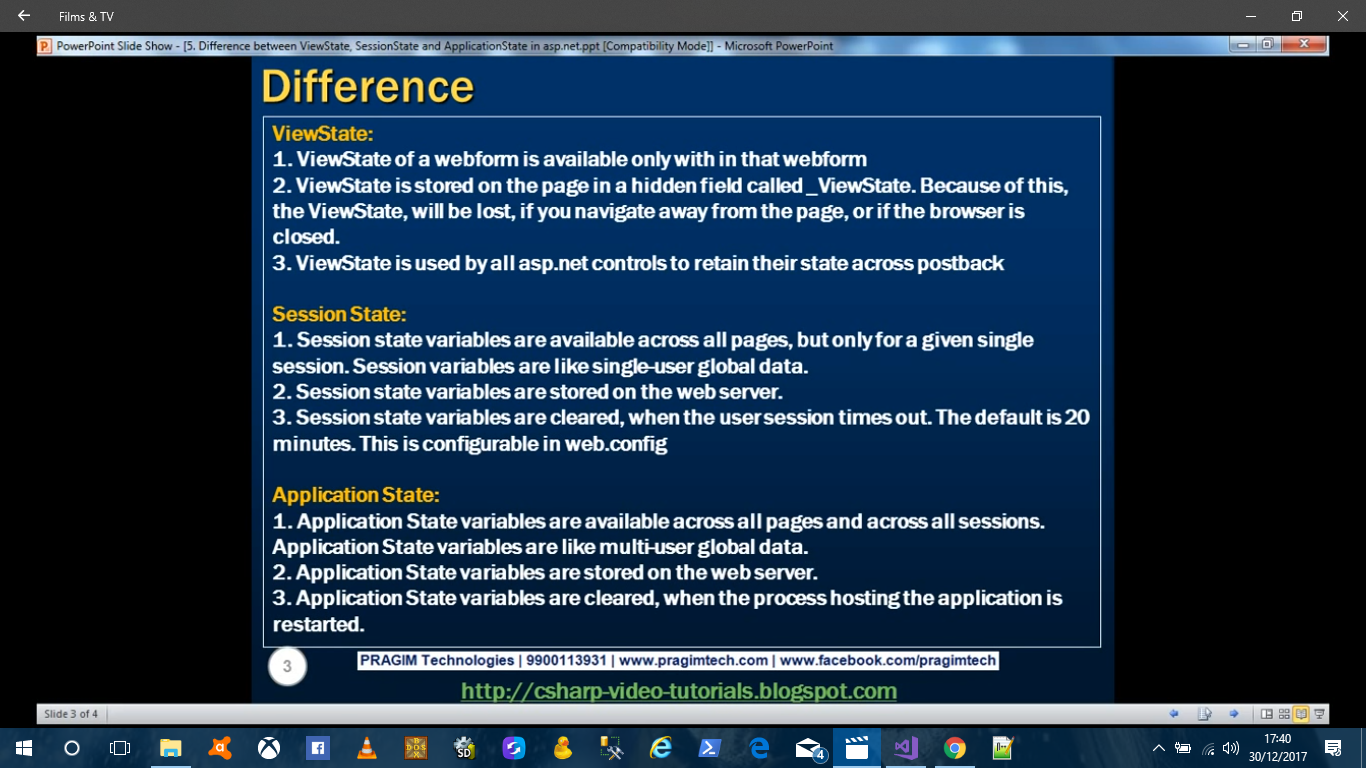 Films & TV
PowerPoint Slide Show - [5. Difference between ViewState, SessionState and ApplicationState in asp.net.ppt [Compatibility Mode]] - Microsoft PowerPoint
Difference
ViewState:
1. ViewState of a webform is available only with in that webform
2. ViewState is stored on the page in a hidden field called _ViewState. Because of this,
the ViewState, will be lost, if you navigate away from the page, or if the browser is
closed.
3. ViewState is used by all asp.net controls to retain their state across postback
Session State:
1. Session state variables are available across all pages, but only for a given single
session. Session variables are like single-user global data.
2. Session state variables are stored on the web server.
3. Session state variables are cleared, when the user session times out. The default is 20
minutes. This is configurable in web.config
Application State:
1. Application State variables are available across all pages and across all sessions.
Application State variables are like multi-user global data.
2. Application State variables are stored on the web server.
3. Application State variables are cleared, when the process hosting the application is
restarted.
3
PRAGIM Technologies | 9900113931 | www.pragimtech.com | www.facebook.com/pragimtech
http://csharp-video-tutorials.blogspot.com
Slide 3 of 4
17:40
30/12/2017
4
SD
DOS